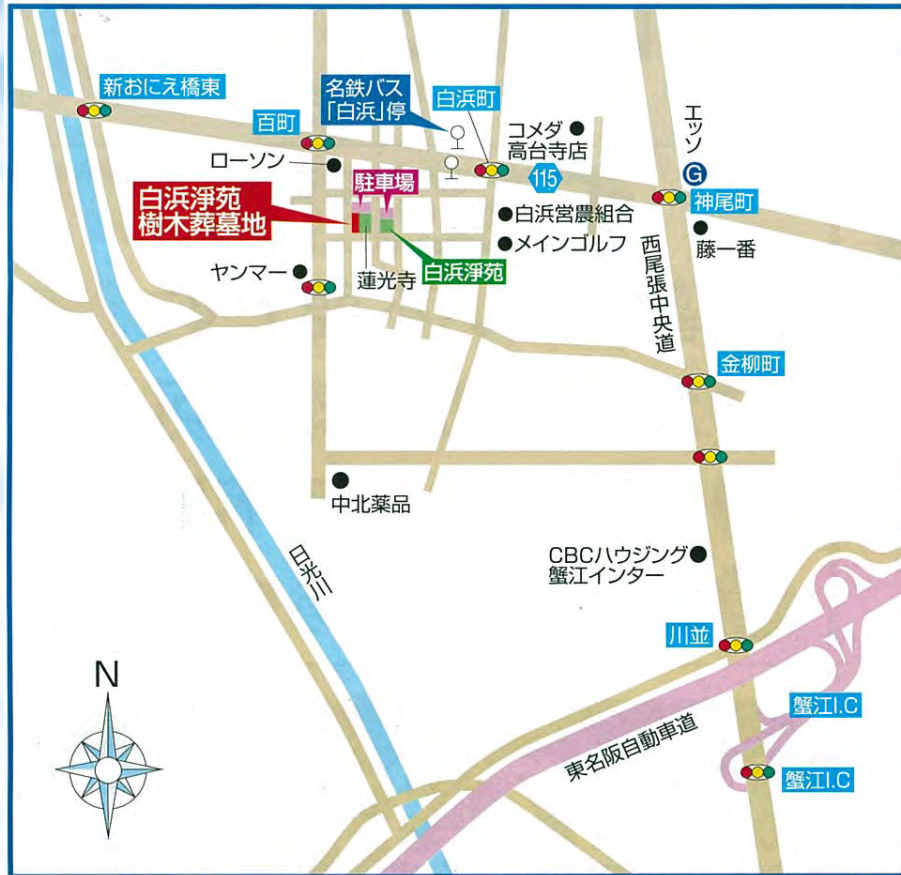 新おにえ橋東
百町
名鉄バス
「白浜」停
白浜町
コメダ
高台寺店
115
エッソ
G
神尾町
ローソン
駐車場
白浜淨苑
樹木葬墓地
白浜営農組合
メインゴルフ
藤一番
ヤンマー
蓮光寺
白浜淨苑
西尾張中央道
金柳町
中北薬品
日光川
CBCハウジング
蟹江インター
川並
N
蟹江I.C
東名阪自動車道
蟹江I.C